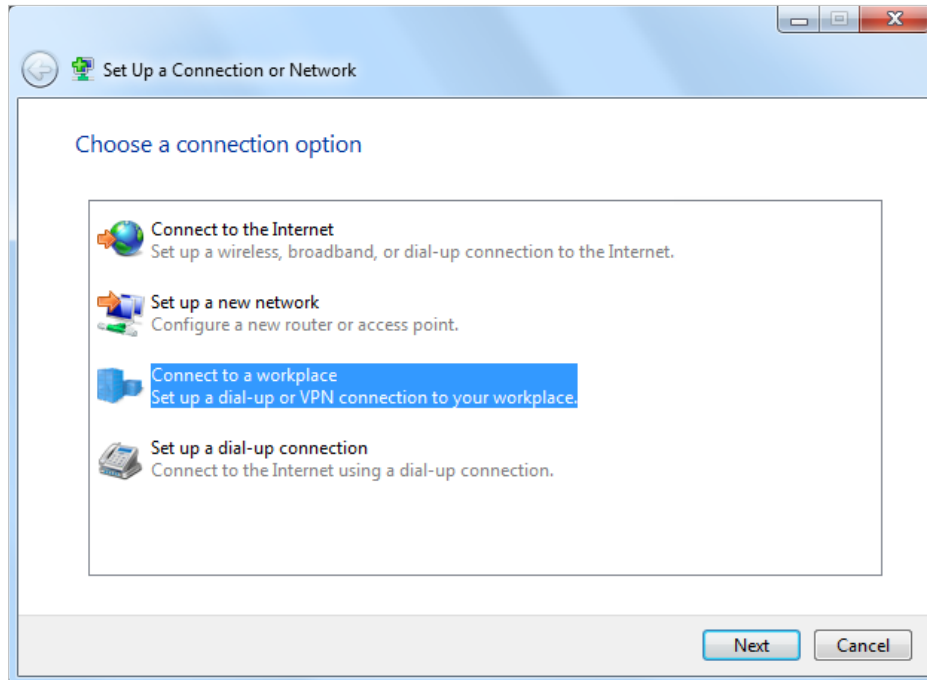 Set Up a Connection or Network
Choose a connection option
Connect to the Internet
Set up a wireless, broadband, or dial-up connection to the Internet.
Set up a new network
Configure a new router or access point.
Connect to a workplace
Set up a dial-up or VPN connection to your workplace.
Set up a dial-up connection
Connect to the Internet using a dial-up connection.
Next Cancel